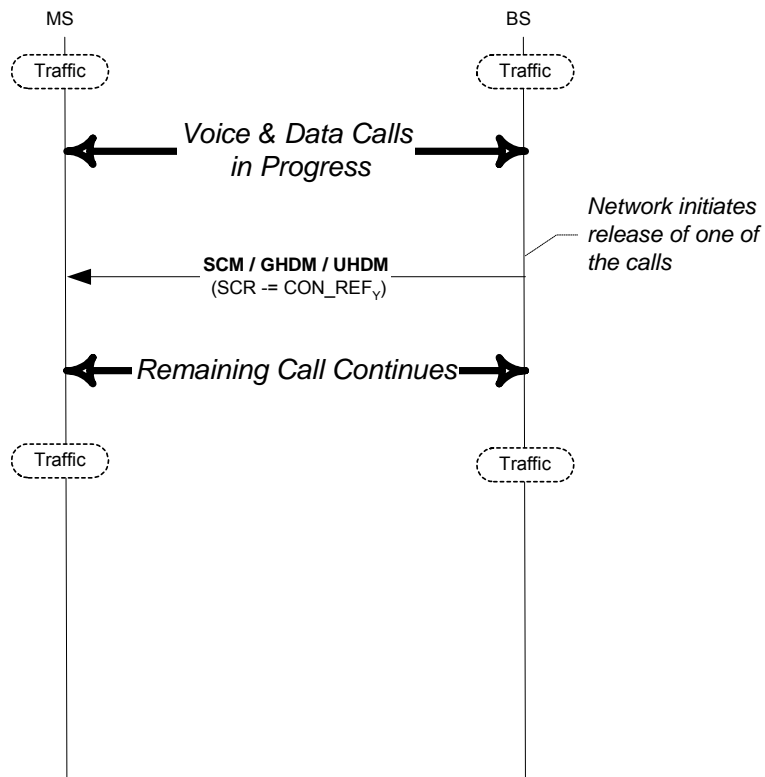 MS
BS
Traffic
Traffic
Voice & Data Calls
in Progress
Network initiates
release of one of
the calls
SCM / GHDM / UHDM
(SCR -= CON_REFY)
Remaining Call Continues
Traffic
Traffic